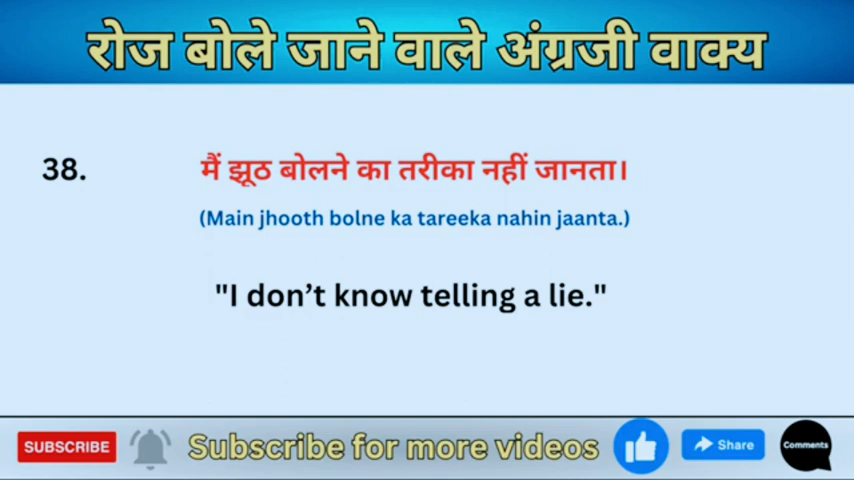 रोज बोले जाने वाले अंग्रजी वाक्य
38. मैं झूठ बोलने का तरीका नहीं जानता।
(Main jhooth bolne ka tareeka nahin jaanta.)
"I don’t know telling a lie."
SUBSCRIBE Subscribe for more videos Share Comments